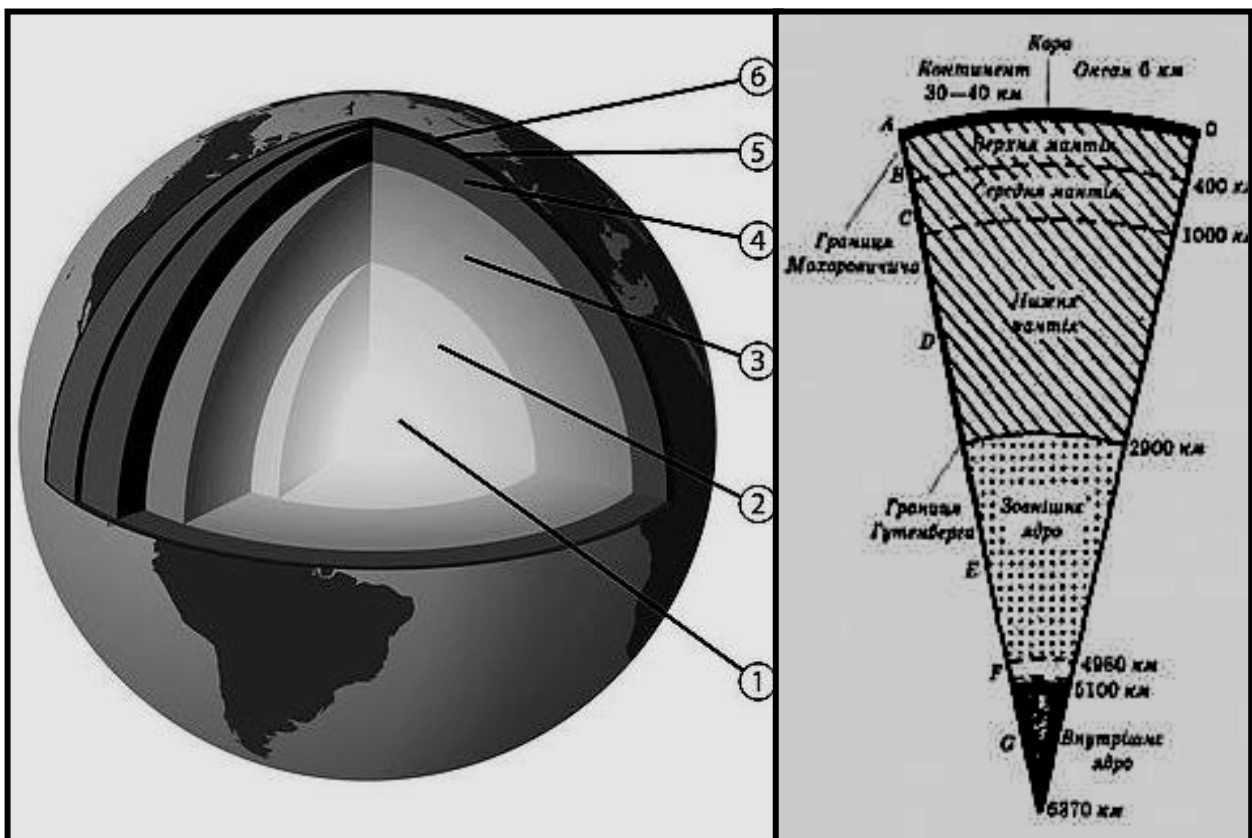 6
5
4
3
2
1
Кора
Континент
30—40 км
Океан 6 км
A
0
Верхня мантія
B
400 км
Середня мантія
C
1000 км
Границя
Мохоровичича
Нижня
мантія
D
2900 км
Границя
Гутенберга
Зовнішнє
ядро
E
F
4980 км
5100 км
G
Внутрішнє
ядро
6370 км